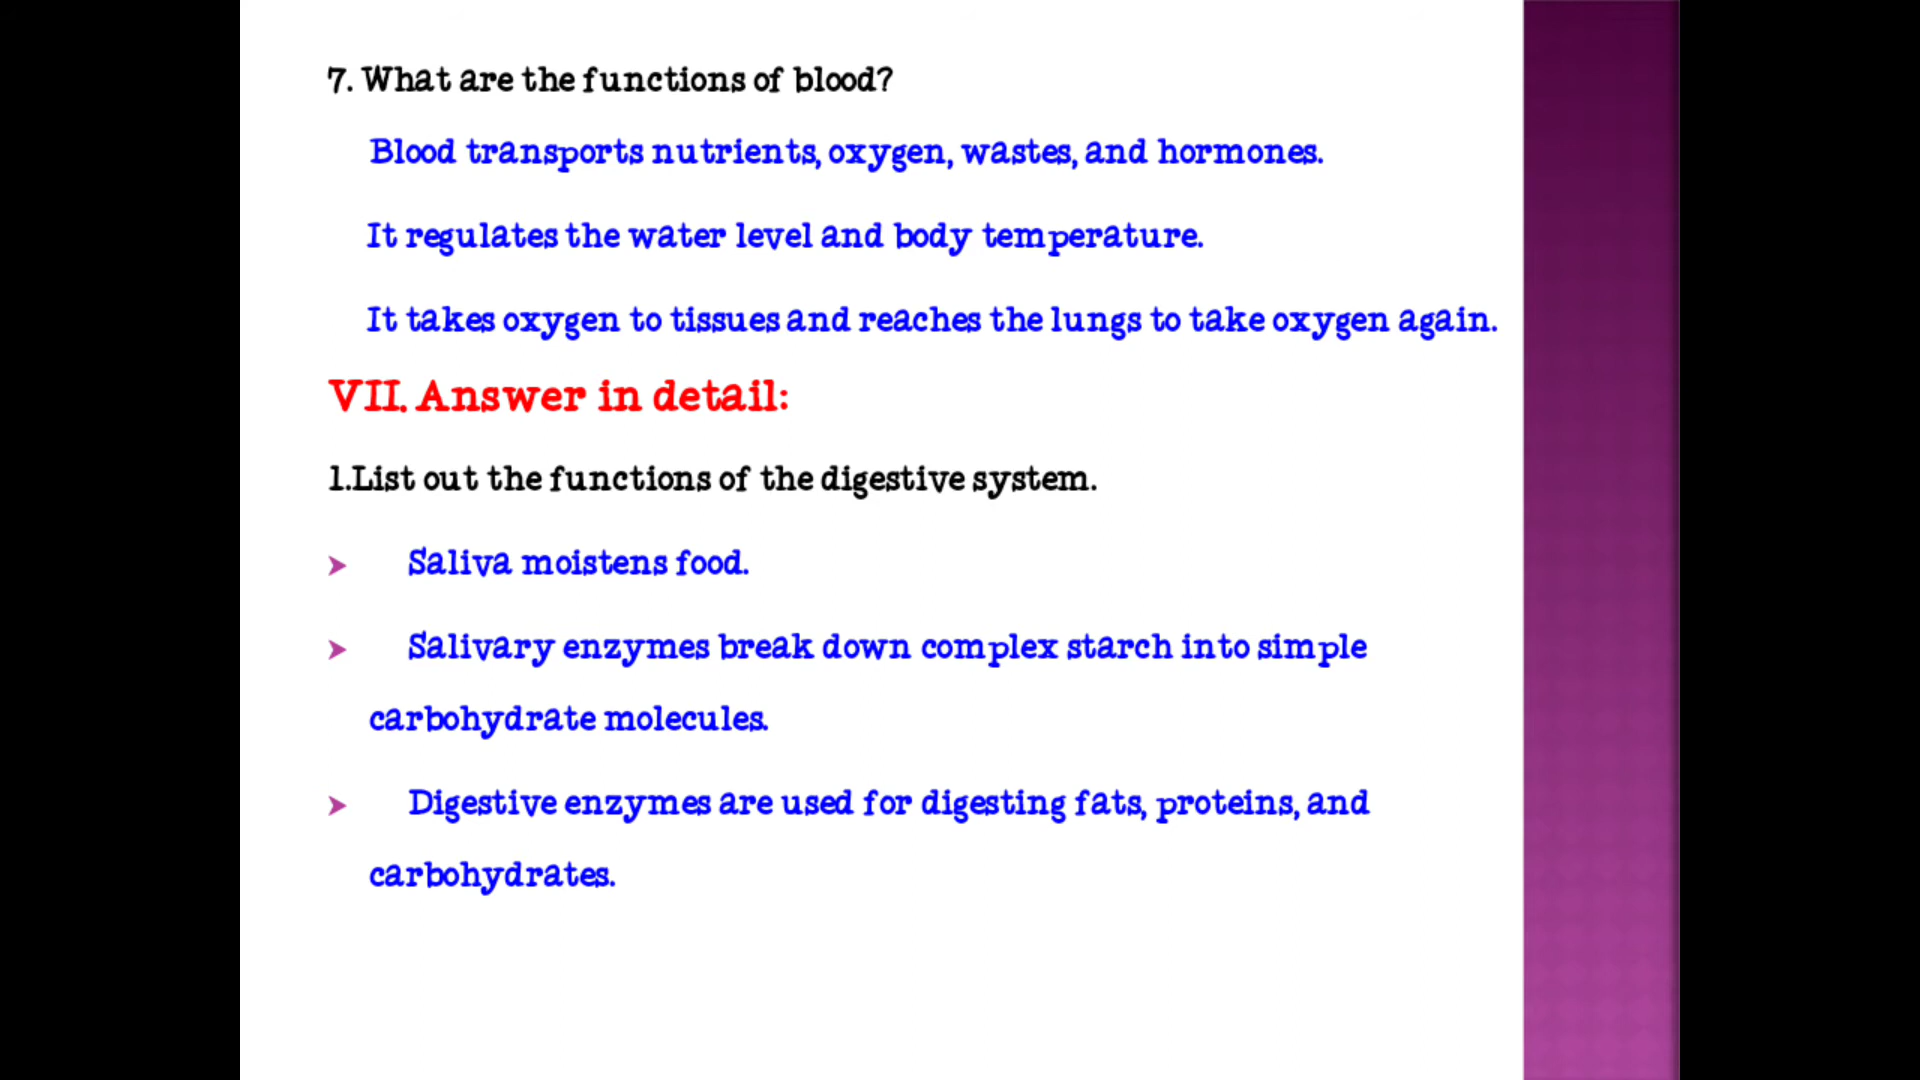 7. What are the functions of blood?
Blood transports nutrients, oxygen, wastes, and hormones.
It regulates the water level and body temperature.
It takes oxygen to tissues and reaches the lungs to take oxygen again.
VII. Answer in detail:
1.List out the functions of the digestive system.
➤ Saliva moistens food.
➤ Salivary enzymes break down complex starch into simple
carbohydrate molecules.
➤ Digestive enzymes are used for digesting fats, proteins, and
carbohydrates.